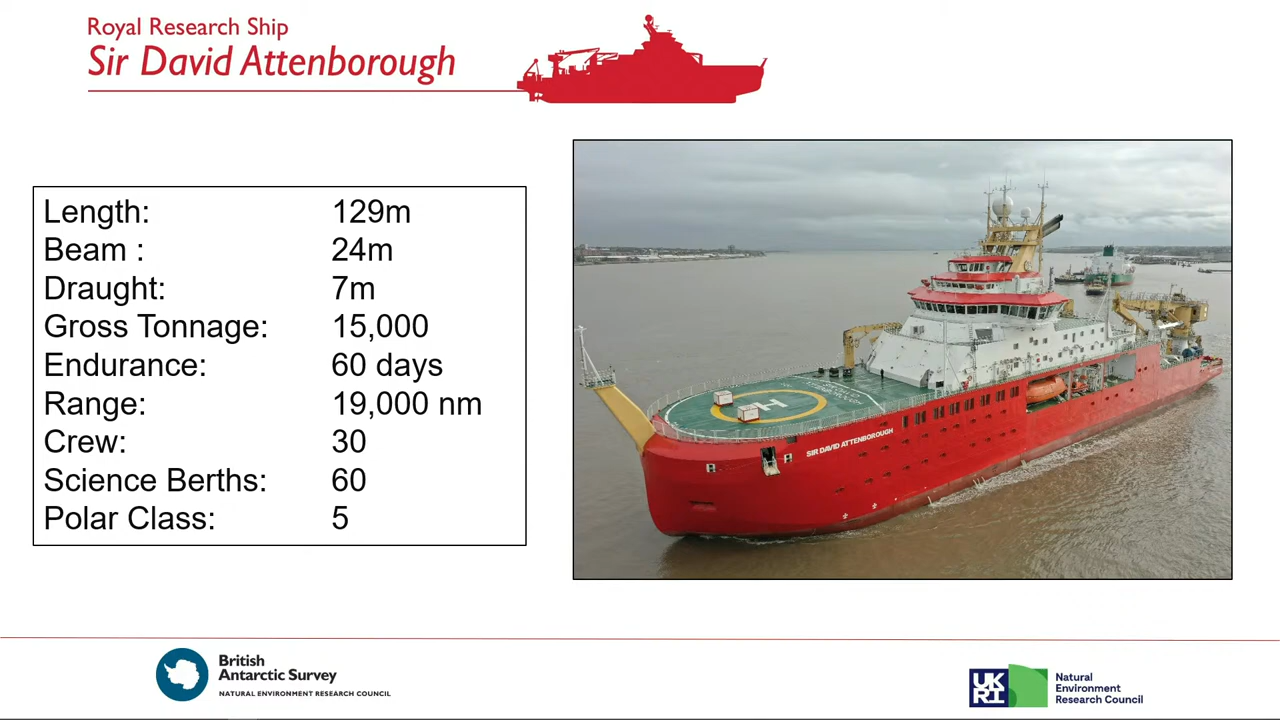 Royal Research Ship
Sir David Attenborough
Length: 129m
Beam : 24m
Draught: 7m
Gross Tonnage: 15,000
Endurance: 60 days
Range: 19,000 nm
Crew: 30
Science Berths: 60
Polar Class: 5
H
SIR DAVID ATTENBOROUGH
British
Antarctic Survey
NATURAL ENVIRONMENT RESEARCH COUNCIL
UK
RI
Natural
Environment
Research Council